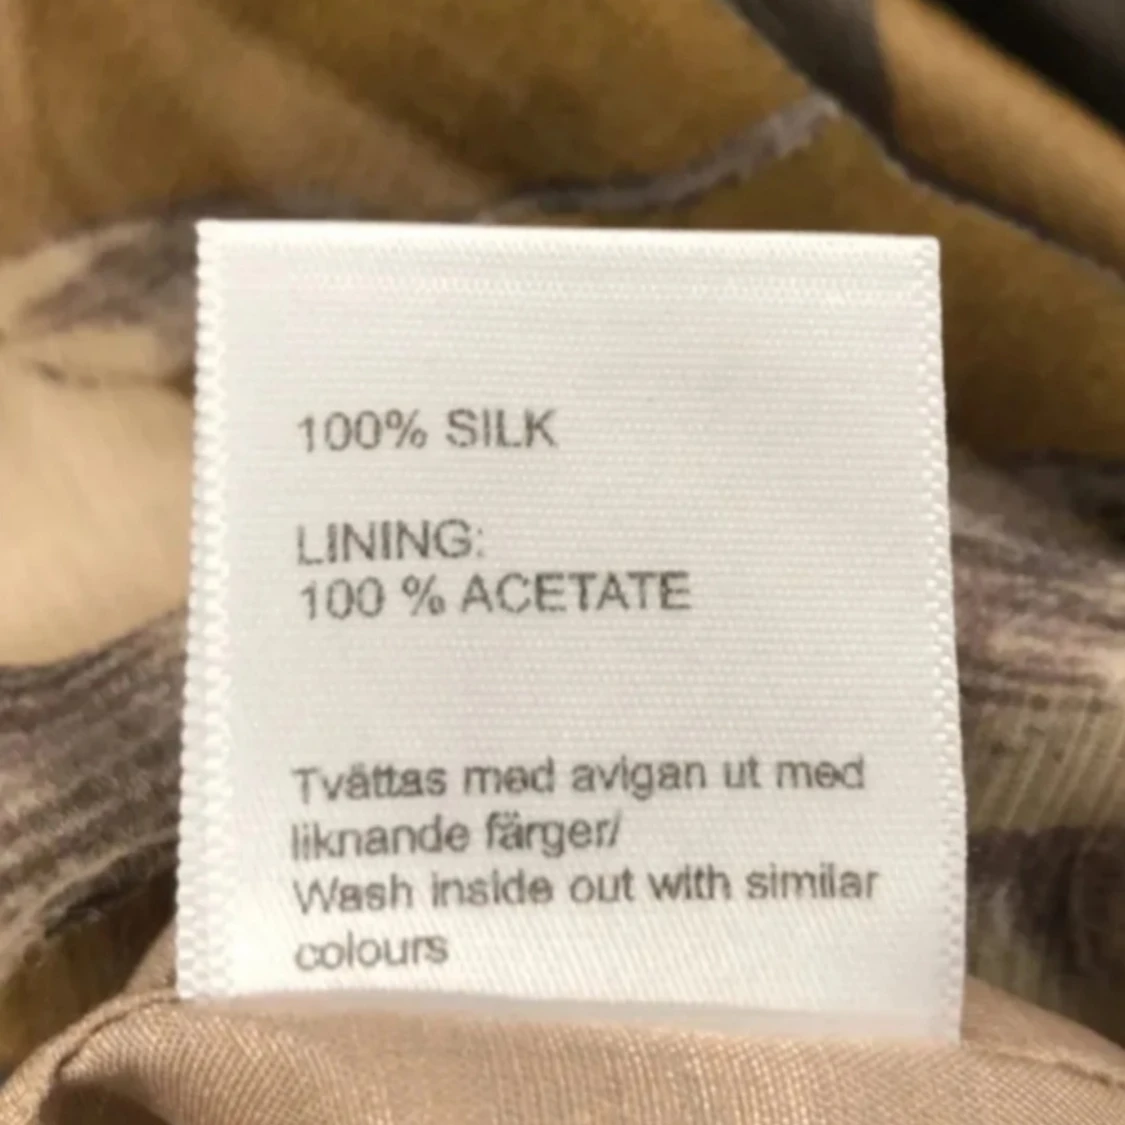 100% SILK
LINING:
100 % ACETATE
Tvättas med avigan ut med
liknande färger/
Wash inside out with similar
colours